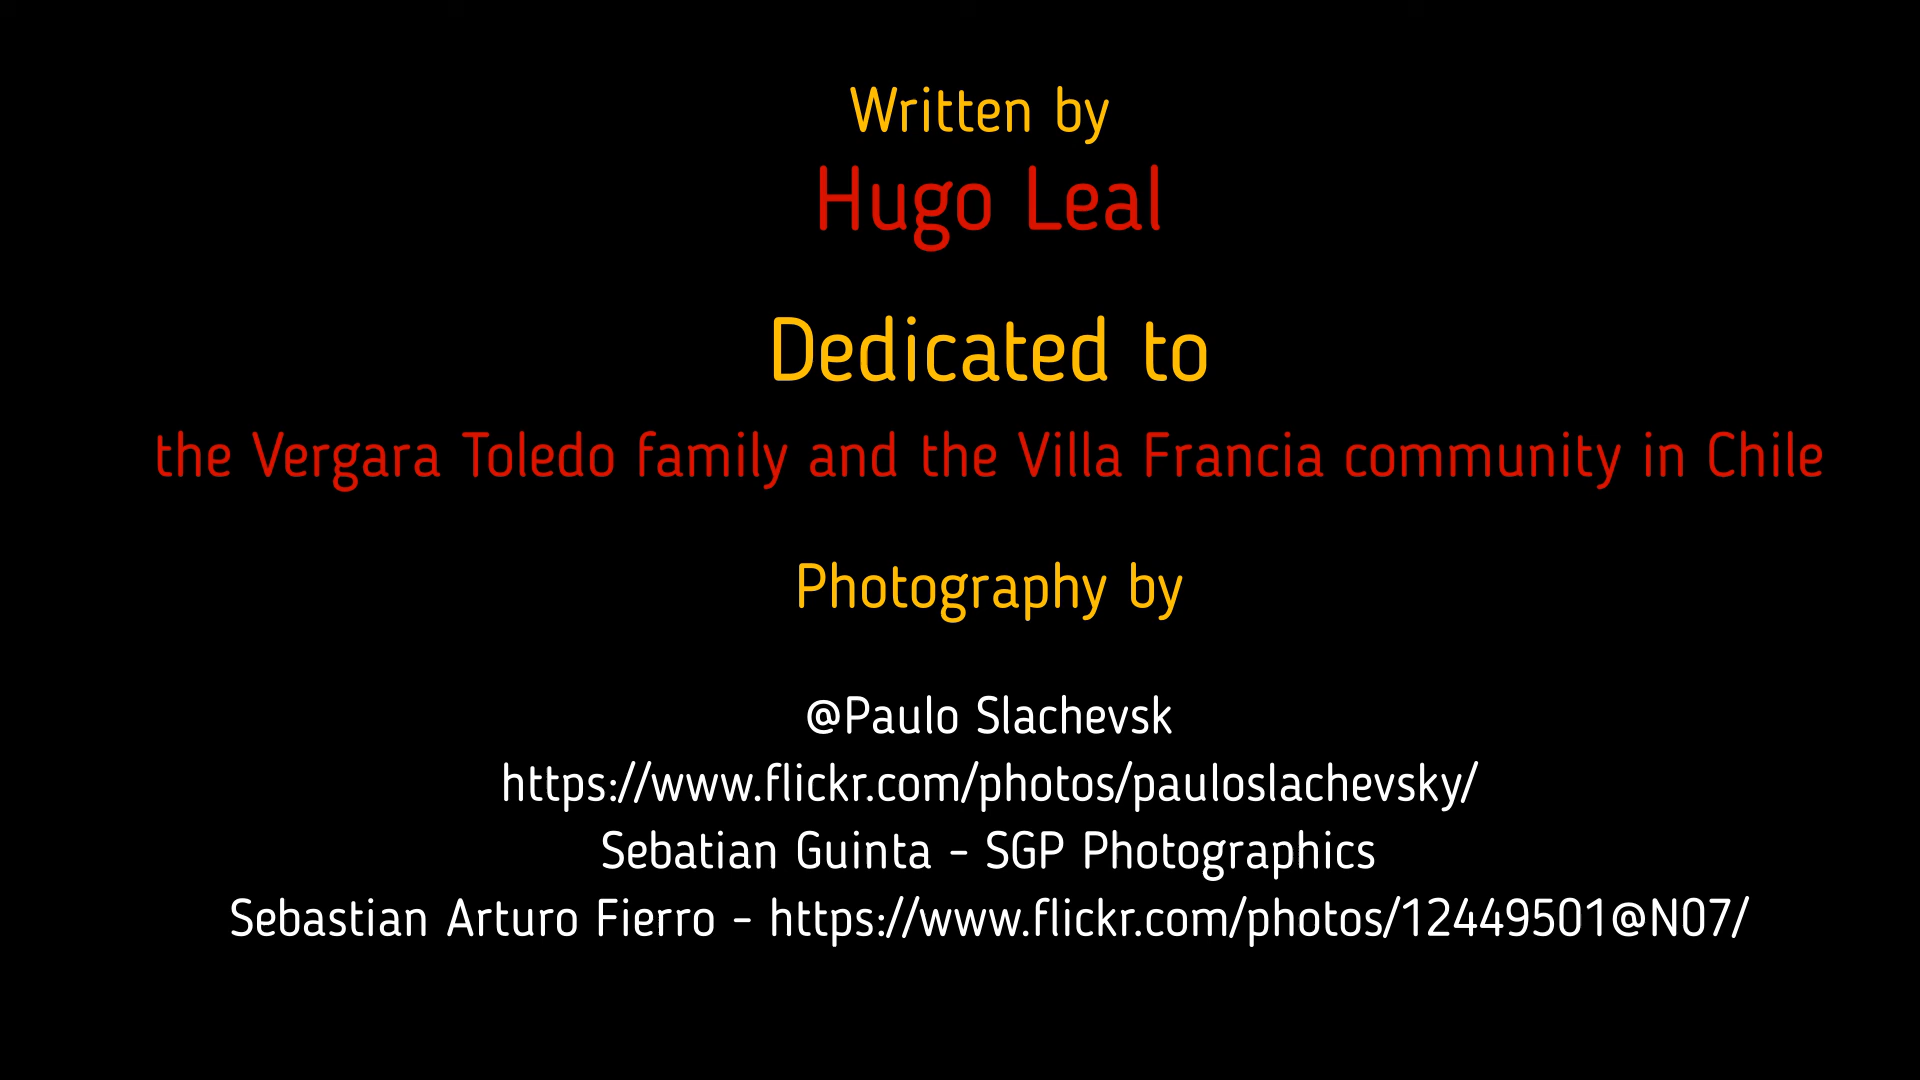 Written by
Hugo Leal
Dedicated to
the Vergara Toledo family and the Villa Francia community in Chile
Photography by
@Paulo Slachevsk
https://www.flickr.com/photos/pauloslachevsky/
Sebatian Guinta - SGP Photographics
Sebastian Arturo Fierro - https://www.flickr.com/photos/12449501@N07/